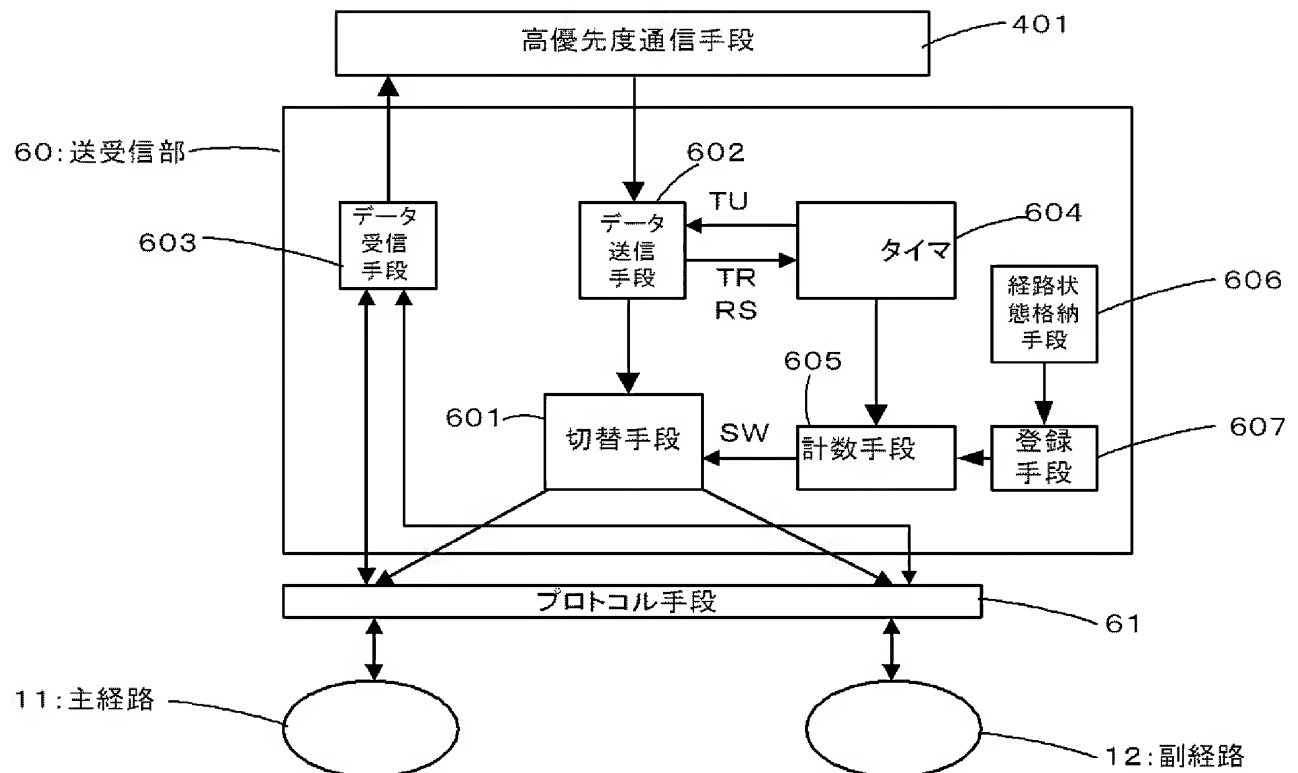 高優先度通信手段
401
60:送受信部
602
TU
604
データ
受信
手段
データ
送信
手段
タイマ
603
TR
RS
経路状
態格納
手段
606
605
601
切替手段
SW
計数手段
登録
手段
607
プロトコル手段
61
11:主経路
12:副経路